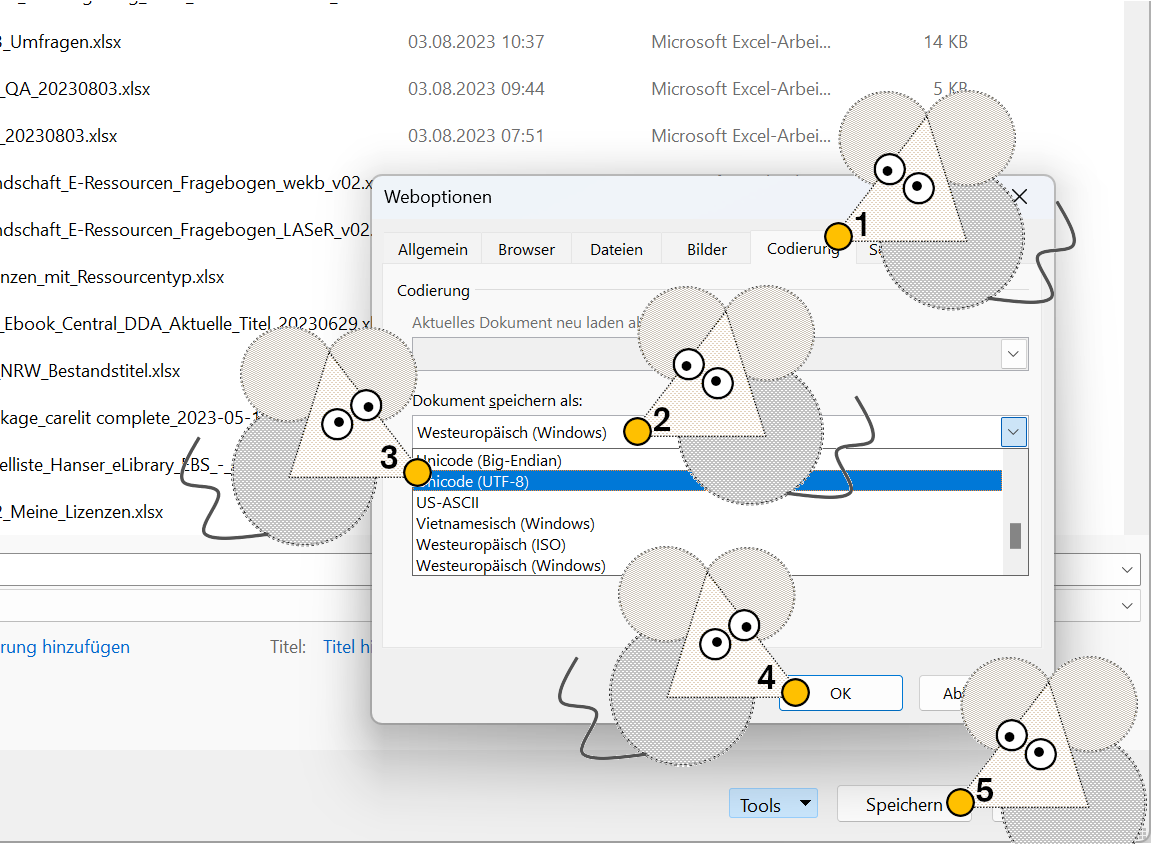 3_Umfragen.xlsx 03.08.2023 10:37 Microsoft Excel-Arbei... 14 KB
_QA_20230803.xlsx 03.08.2023 09:44 Microsoft Excel-Arbei... 5 KB
_20230803.xlsx 03.08.2023 07:51 Microsoft Excel-Arbei...
ndschaft_E-Ressourcen_Fragebogen_wekb_v02.x
Weboptionen
ndschaft_E-Ressourcen_Fragebogen_LASeR_v02.
1
Allgemein Browser Dateien Bilder Codierung S
nzen_mit_Ressourcentyp.xlsx
Codierung
_Ebook_Central_DDA_Aktuelle_Titel_20230629.xl
Aktuelles Dokument neu laden al
_NRW_Bestandstitel.xlsx
Dokument speichern als:
ckage_carelit complete_2023-05-1
Westeuropäisch (Windows) 2
3
elliste_Hanser_eLibrary_EBS_-_
Unicode (Big-Endian)
Unicode (UTF-8)
US-ASCII
2_Meine_Lizenzen.xlsx
Vietnamesisch (Windows)
Westeuropäisch (ISO)
Westeuropäisch (Windows)
rung hinzufügen Titel: Titel hi
4
OK Ab
5
Tools Speichern